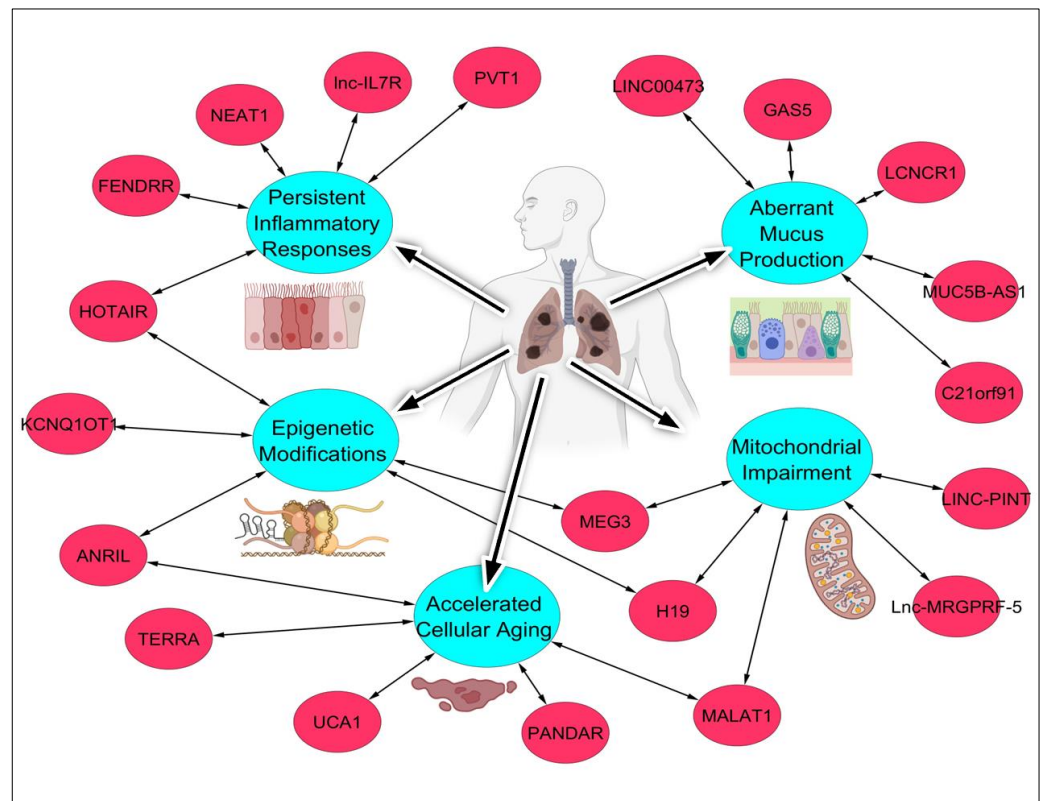 lnc-IL7R
PVT1
NEAT1
FENDRR
Persistent
Inflammatory
Responses
HOTAIR
LINC00473
GAS5
LCNCR1
Aberrant
Mucus
Production
MUC5B-AS1
C21orf91
KCNQ1OT1
Epigenetic
Modifications
ANRIL
Mitochondrial
Impairment
MEG3
LINC-PINT
H19
Lnc-MRGPRF-5
Accelerated
Cellular Aging
TERRA
UCA1
PANDAR
MALAT1